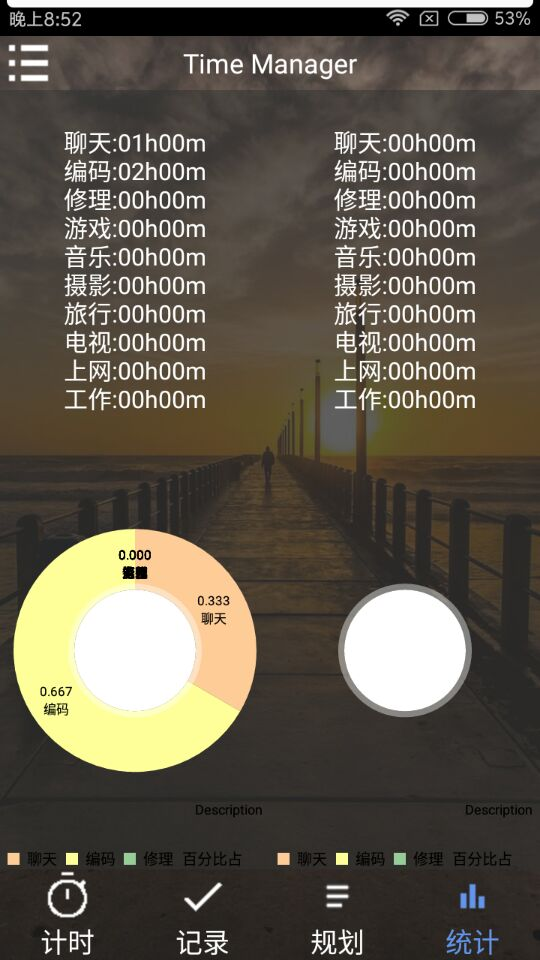 晚上8:52
53%
Time Manager
聊天:01h00m
编码:02h00m
修理:00h00m
游戏:00h00m
音乐:00h00m
摄影:00h00m
旅行:00h00m
电视:00h00m
上网:00h00m
工作:00h00m
聊天:00h00m
编码:00h00m
修理:00h00m
游戏:00h00m
音乐:00h00m
摄影:00h00m
旅行:00h00m
电视:00h00m
上网:00h00m
工作:00h00m
0.000
0.333
聊天
0.667
编码
Description
Description
聊天 编码 修理 百分比占
聊天 编码 修理 百分比占
计时 记录 规划 统计